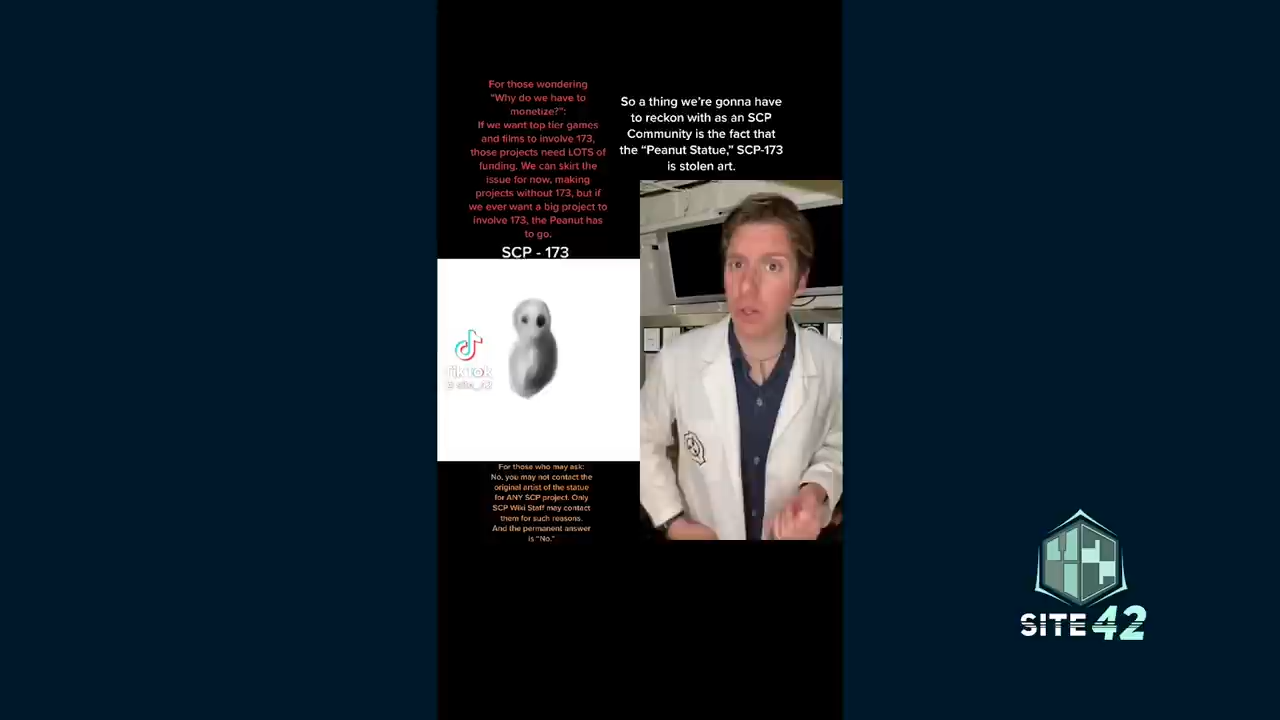 For those wondering
“Why do we have to
monetize?”:
If we want top tier games
and films to involve 173,
those projects need LOTS of
funding. We can skirt the
issue for now, making
projects without 173, but if
we ever want a big project to
involve 173, the Peanut has
to go.
SCP - 173
So a thing we’re gonna have
to reckon with as an SCP
Community is the fact that
the “Peanut Statue,” SCP-173
is stolen art.
TikTok
For those who may ask:
No, you may not contact the
original artist of the statue
for ANY SCP project. Only
SCP Wiki Staff may contact
them for such reasons.
And the permanent answer
is “No.”
SITE 42